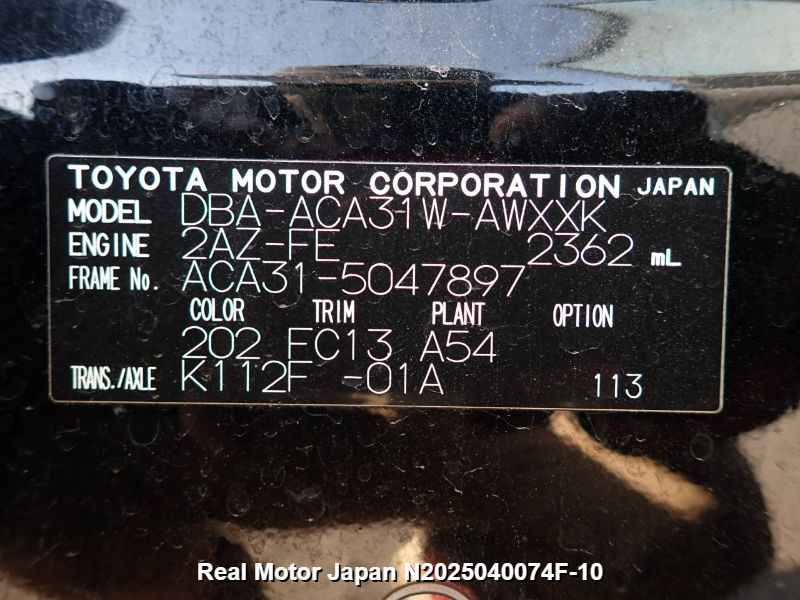 TOYOTA MOTOR CORPORATION JAPAN
MODEL DBA-ACA31W-AWXXK
ENGINE 2AZ-FE 2362 mL
FRAME No. ACA31-5047897
COLOR TRIM PLANT OPTION
202 FC13 A54
TRANS./AXLE K112F -01A 113
Real Motor Japan N2025040074F-10